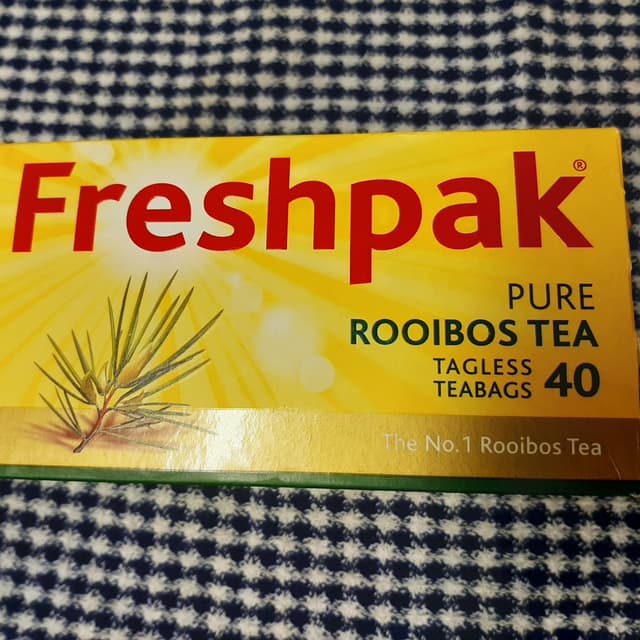 Freshpak®
PURE
ROOIBOS TEA
TAGLESS
TEABAGS 40
The No.1 Rooibos Tea